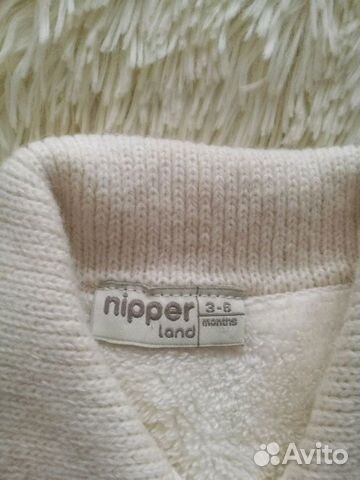 nipper
land
3-6
months
Avito